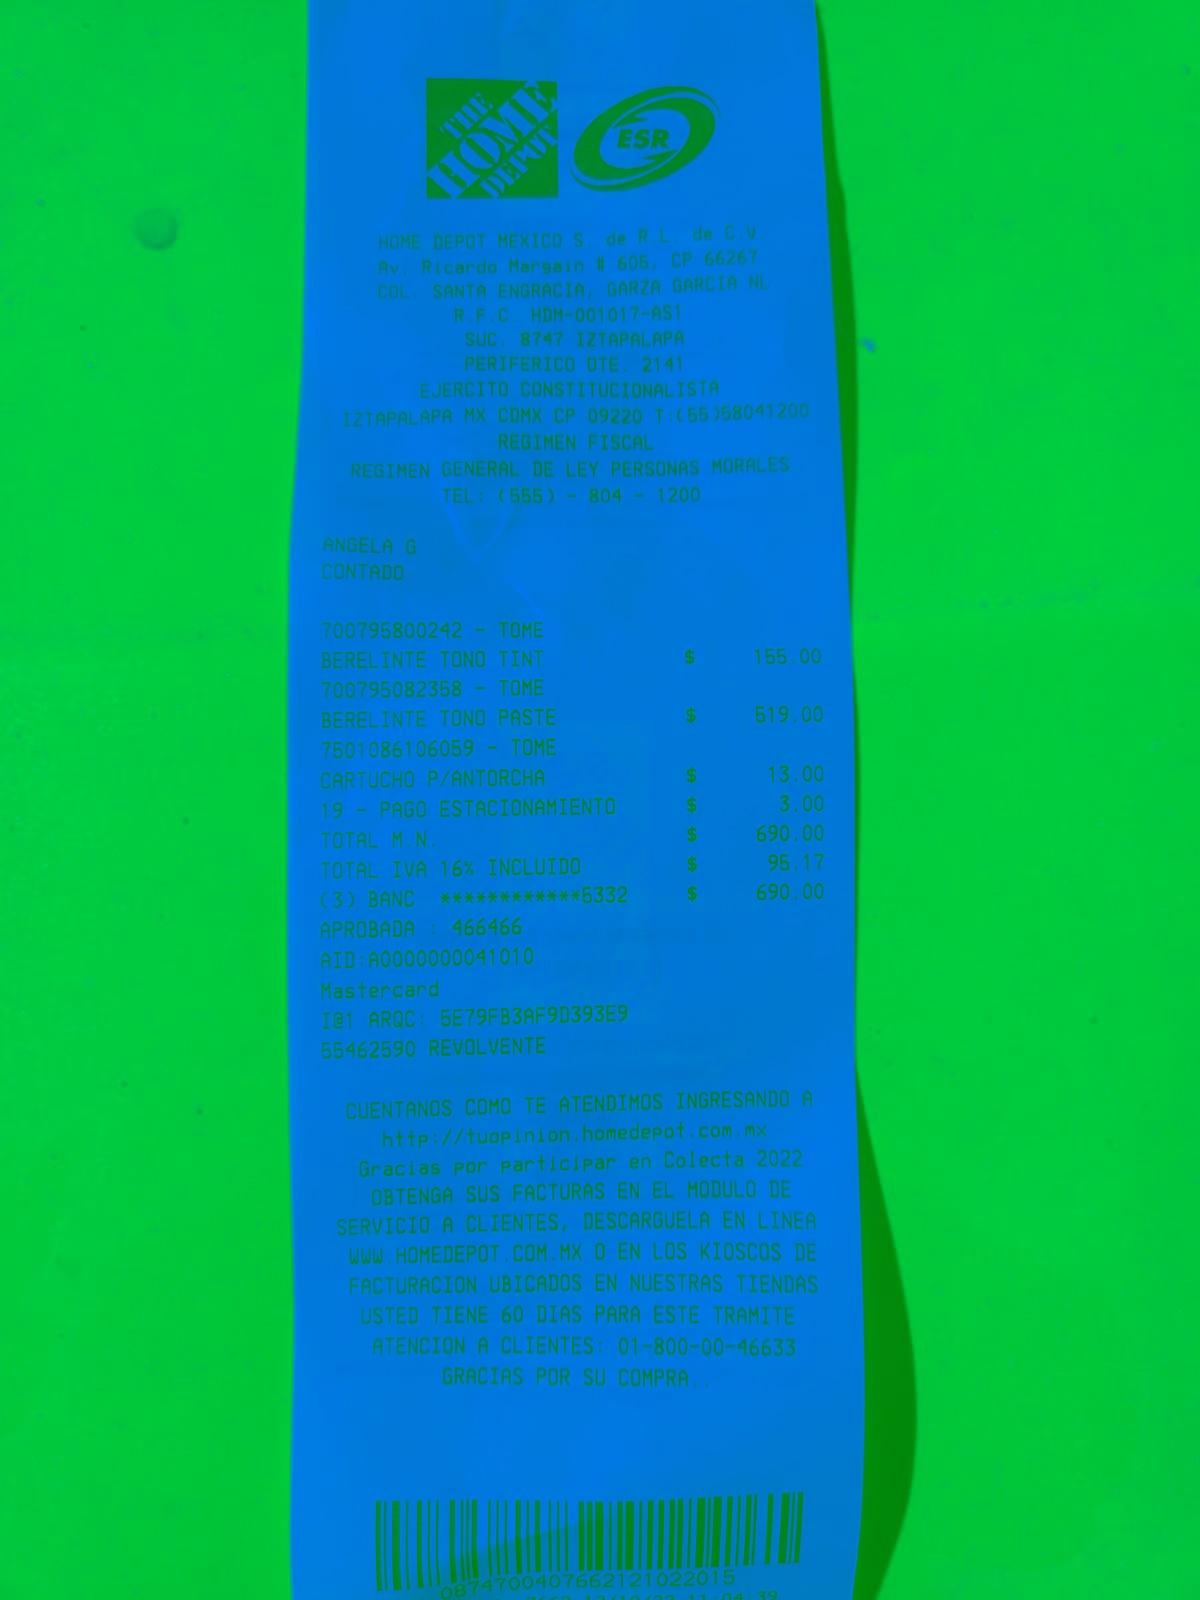 THE
HOME
DEPOT
ESR
HOME DEPOT MEXICO S. de R.L. de C.V.
Av. Ricardo Margain # 605, CP 66267
COL. SANTA ENGRACIA, GARZA GARCIA NL
R.F.C. HDM-001017-AS1
SUC. 8747 IZTAPALAPA
PERIFERICO OTE. 2141
EJERCITO CONSTITUCIONALISTA
IZTAPALAPA MX CDMX CP 09220 T:(55)58041200
REGIMEN FISCAL
REGIMEN GENERAL DE LEY PERSONAS MORALES
TEL: (555) - 804 - 1200
ANGELA G
CONTADO
700795800242 - TOME
BERELINTE TONO TINT $ 155.00
700795082358 - TOME
BERELINTE TONO PASTE $ 519.00
7501086106059 - TOME
CARTUCHO P/ANTORCHA $ 13.00
19 - PAGO ESTACIONAMIENTO $ 3.00
TOTAL M.N. $ 690.00
TOTAL IVA 16% INCLUIDO $ 95.17
(3) BANC ************5332 $ 690.00
APROBADA : 466466
AID:A0000000041010
Mastercard
I@1 ARQC: 5E79FB3AF9D393E9
55462590 REVOLVENTE
CUENTANOS COMO TE ATENDIMOS INGRESANDO A
http://tuopinion.homedepot.com.mx
Gracias por participar en Colecta 2022
OBTENGA SUS FACTURAS EN EL MODULO DE
SERVICIO A CLIENTES, DESCARGUELA EN LINEA
WWW.HOMEDEPOT.COM.MX O EN LOS KIOSCOS DE
FACTURACION UBICADOS EN NUESTRAS TIENDAS
USTED TIENE 60 DIAS PARA ESTE TRAMITE
ATENCION A CLIENTES: 01-800-00-46633
GRACIAS POR SU COMPRA..
0874700407662121022015